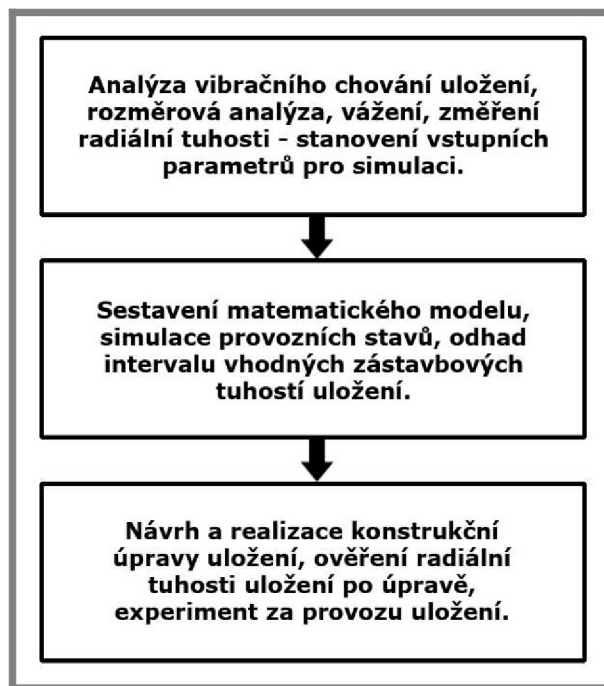 Analýza vibračního chování uložení,
rozměrová analýza, vážení, změření
radiální tuhosti - stanovení vstupních
parametrů pro simulaci.
Sestavení matematického modelu,
simulace provozních stavů, odhad
intervalu vhodných zástavbových
tuhostí uložení.
Návrh a realizace konstrukční
úpravy uložení, ověření radiální
tuhosti uložení po úpravě,
experiment za provozu uložení.